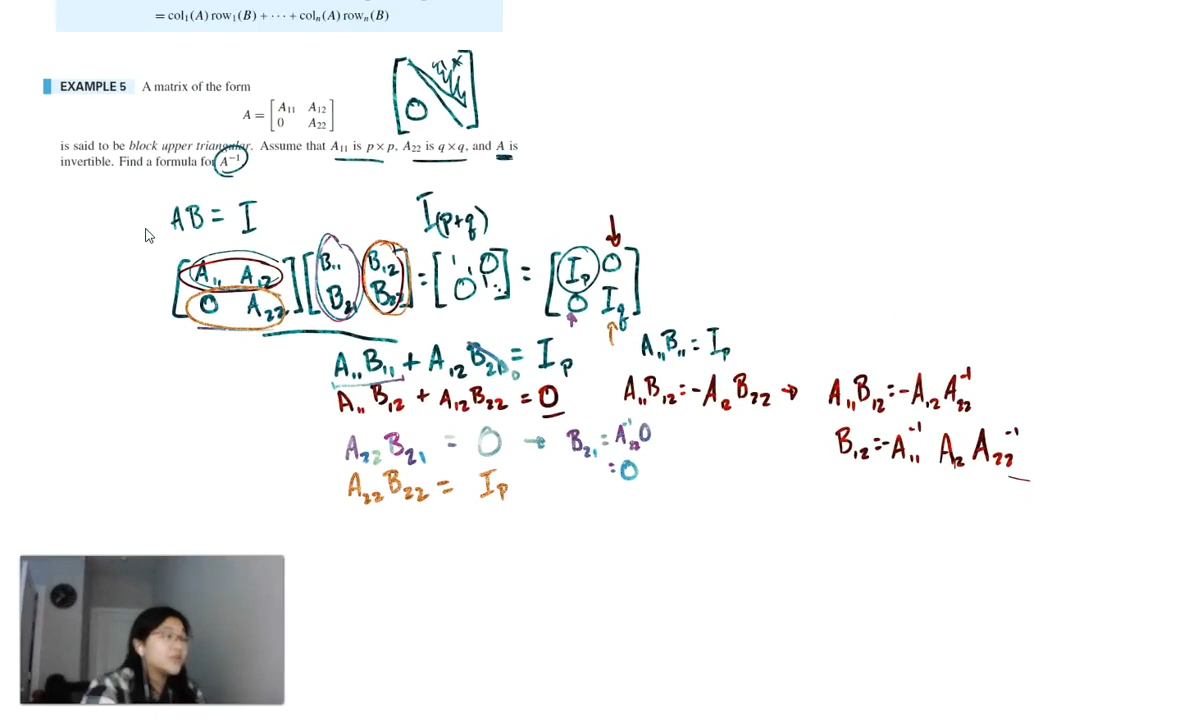 = col₁(A) row₁(B) + ··· + colₙ(A) rowₙ(B)
EXAMPLE 5 A matrix of the form
A = [A₁₁ A₁₂
0 A₂₂]
is said to be block upper triangular. Assume that A₁₁ is p × p, A₂₂ is q × q, and A is
invertible. Find a formula for A⁻¹
0
AB = I
I(p+q)
[A₁₁ A₁₂ ] [B₁₁ B₁₂ ] = [1 0 ] = [Iₚ 0
0 A₂₂] [B₂₁ B₂₂] 0 1] 0 I_q]
A₁₁B₁₁ + A₁₂B₂₁ = Iₚ
A₁₁B₁₁ = Iₚ
A₁₁B₁₂ + A₁₂B₂₂ = 0
A₁₁B₁₂ = -A₁₂B₂₂ → A₁₁B₁₂ = -A₁₂A₂₂⁻¹
A₂₂B₂₁ = 0 → B₂₁ = A₂₂⁻¹0
= 0
B₁₂ = -A₁₁⁻¹ A₁₂ A₂₂⁻¹
A₂₂B₂₂ = Iₚ